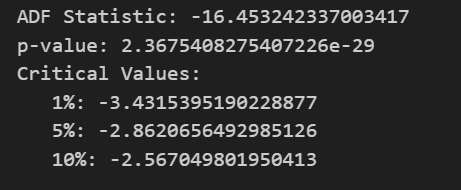 ADF Statistic: -16.453242337003417
p-value: 2.3675408275407226e-29
Critical Values:
1%: -3.4315395190228877
5%: -2.8620656492985126
10%: -2.567049801950413